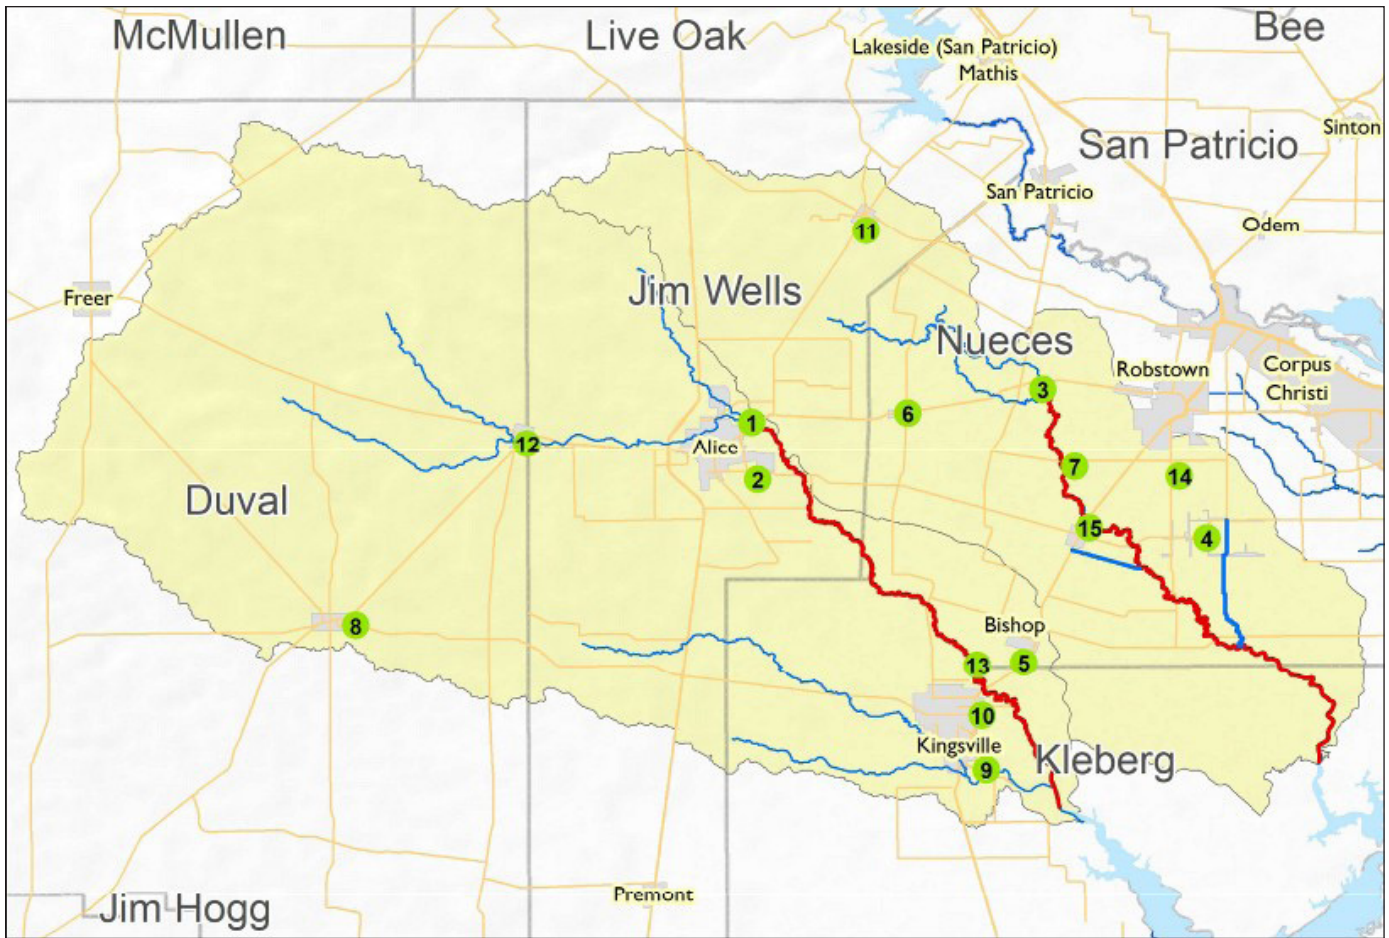 McMullen
Live Oak
Bee
Lakeside (San Patricio)
Mathis
Sinton
San Patricio
San Patricio
Odem
11
Freer
Jim Wells
Nueces
Robstown
Corpus
Christi
3
6
1
12
Alice
2
7
14
Duval
15
4
8
Bishop
13
5
10
Kingsville
9
Kleberg
Premont
Jim Hogg